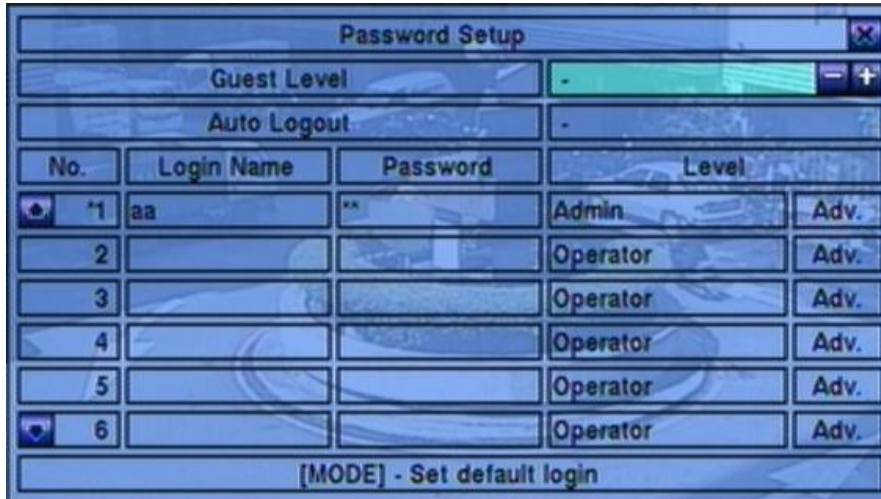 Password Setup
Guest Level -
Auto Logout -
No. Login Name Password Level
*1 aa ** Admin Adv.
2 Operator Adv.
3 Operator Adv.
4 Operator Adv.
5 Operator Adv.
6 Operator Adv.
[MODE] - Set default login